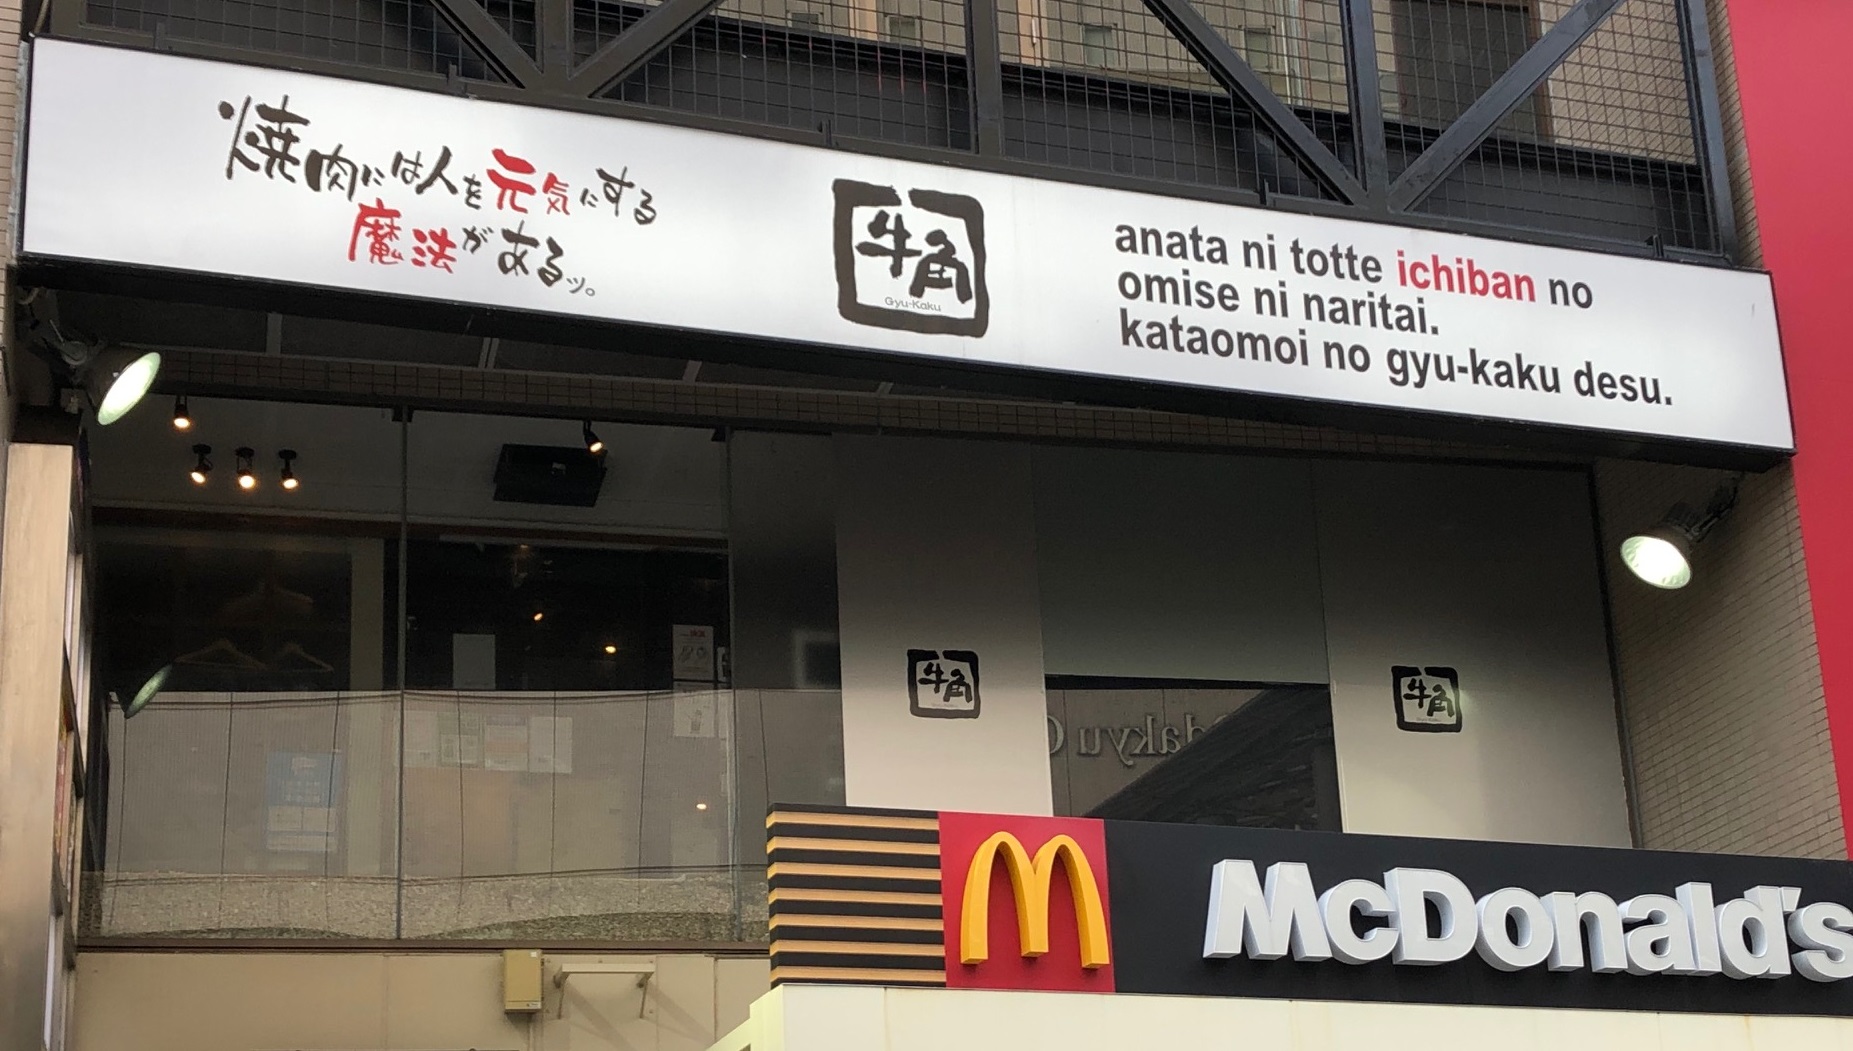 焼肉には人を元気にする
魔法があるッ。
牛角
Gyu-Kaku
anata ni totte ichiban no
omise ni naritai.
kataomoi no gyu-kaku desu.
牛角
牛角
dakyu
McDonald's